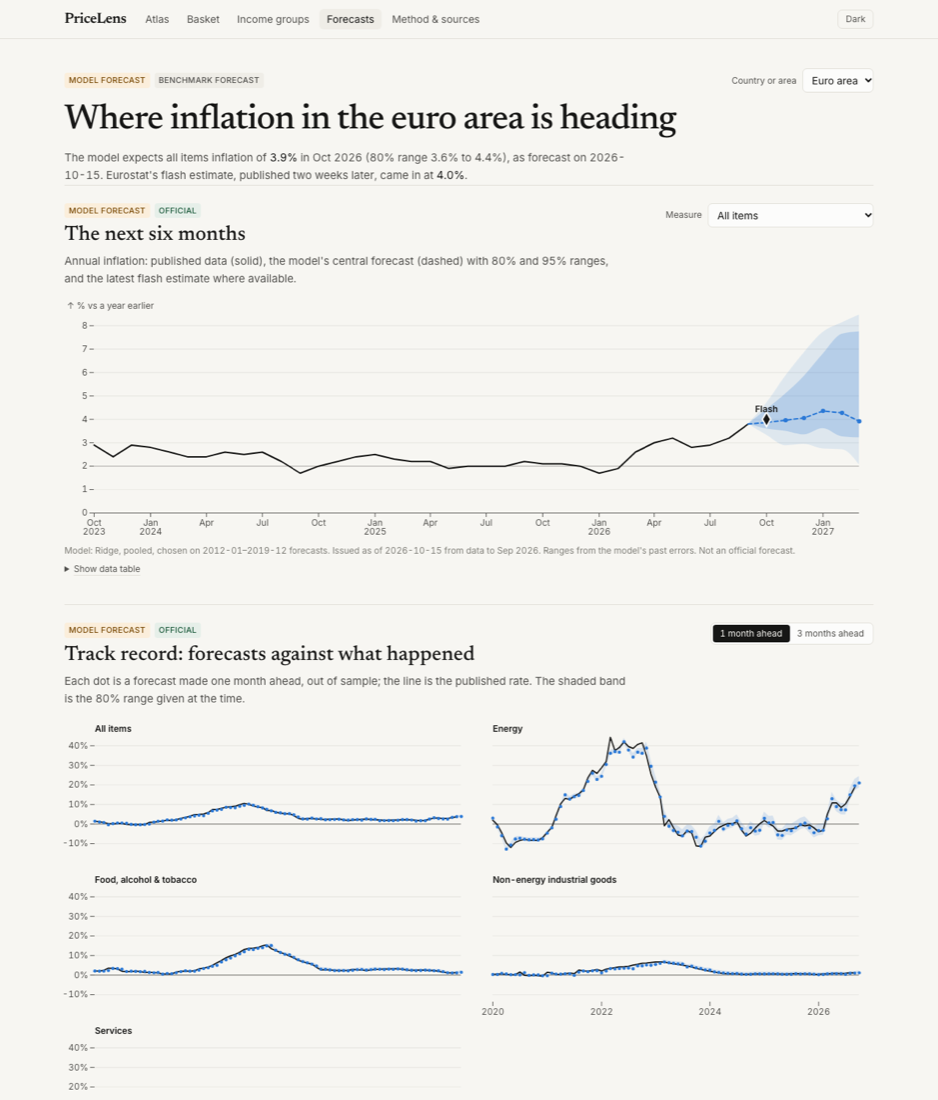 PriceLens Atlas Basket Income groups Forecasts Method & sources Dark
MODEL FORECAST BENCHMARK FORECAST Country or area Euro area
Where inflation in the euro area is heading
The model expects all items inflation of 3.9% in Oct 2026 (80% range 3.6% to 4.4%), as forecast on 2026-
10-15. Eurostat's flash estimate, published two weeks later, came in at 4.0%.
MODEL FORECAST OFFICIAL Measure All items
The next six months
Annual inflation: published data (solid), the model's central forecast (dashed) with 80% and 95% ranges,
and the latest flash estimate where available.
↑ % vs a year earlier
8
7
6
5
4
Flash
3
2
1
0
Oct Jan Apr Jul Oct Jan Apr Jul Oct Jan Apr Jul Oct Jan
2023 2024 2025 2026 2027
Model: Ridge, pooled, chosen on 2012-01–2019-12 forecasts. Issued as of 2026-10-15 from data to Sep 2026. Ranges from the model's past errors. Not an official forecast.
▶ Show data table
MODEL FORECAST OFFICIAL 1 month ahead 3 months ahead
Track record: forecasts against what happened
Each dot is a forecast made one month ahead, out of sample; the line is the published rate. The shaded band
is the 80% range given at the time.
All items Energy
40%
30%
20%
10%
0%
-10%
Food, alcohol & tobacco Non-energy industrial goods
40%
30%
20%
10%
0%
-10%
2020 2022 2024 2026
Services
40%
30%
20%